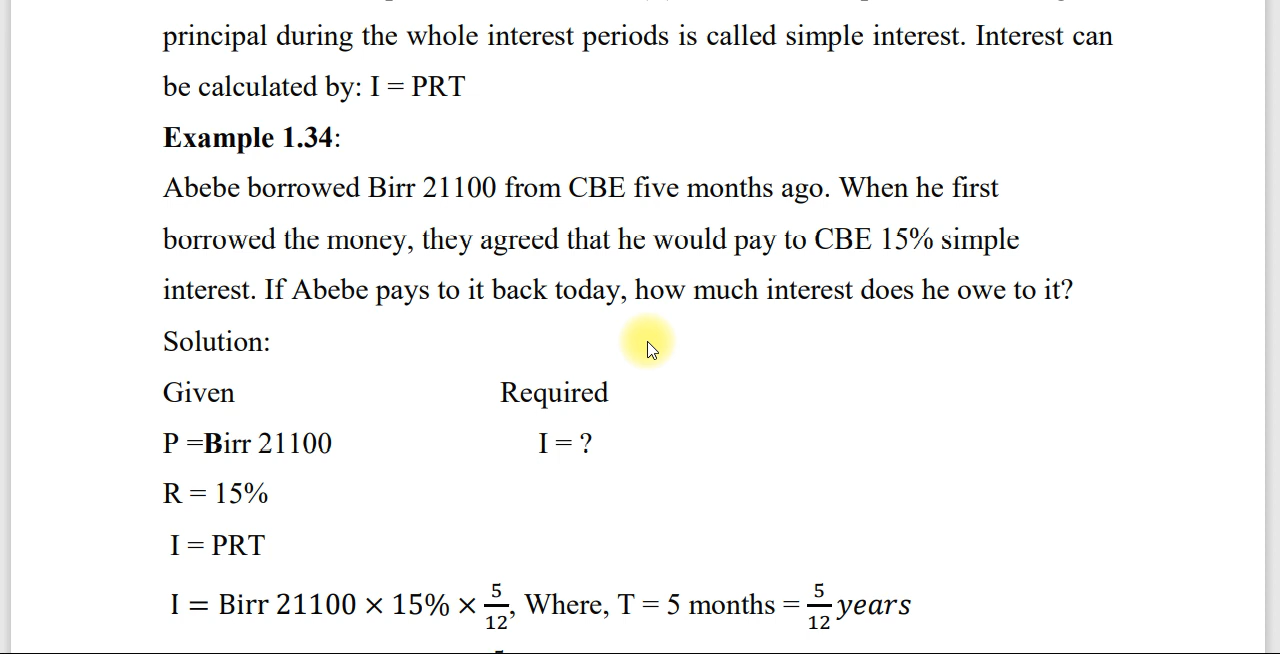 principal during the whole interest periods is called simple interest. Interest can
be calculated by: I = PRT
Example 1.34:
Abebe borrowed Birr 21100 from CBE five months ago. When he first
borrowed the money, they agreed that he would pay to CBE 15% simple
interest. If Abebe pays to it back today, how much interest does he owe to it?
Solution:
Given Required
P =Birr 21100 I = ?
R = 15%
I = PRT
I = Birr 21100 × 15% × 5/12, Where, T = 5 months = 5/12 years